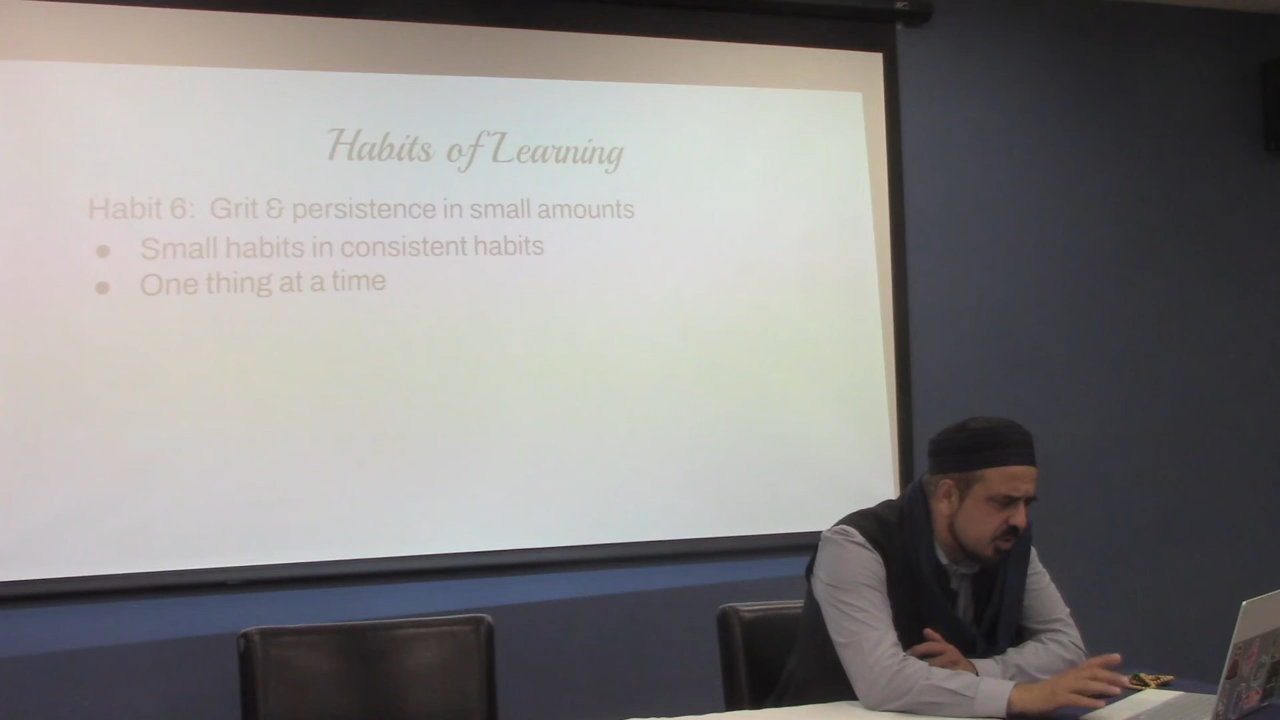 Habits of Learning
Habit 6: Grit & persistence in small amounts
● Small habits in consistent habits
● One thing at a time